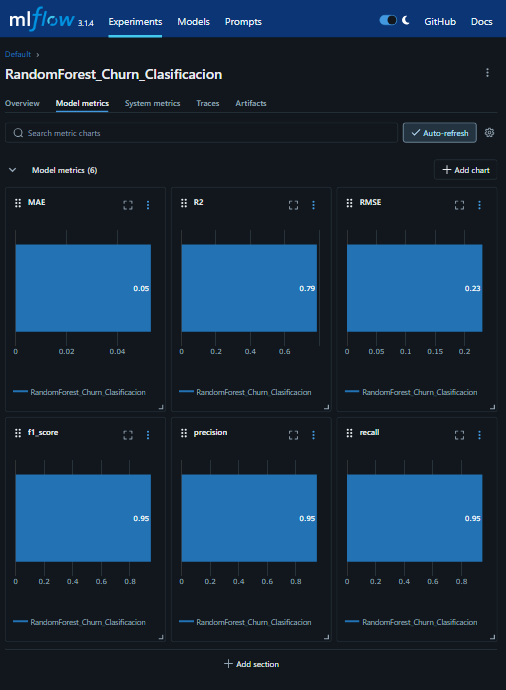 mlflow 3.1.4 Experiments Models Prompts GitHub Docs
Default >
RandomForest_Churn_Clasificacion
Overview Model metrics System metrics Traces Artifacts
Search metric charts Auto-refresh
Model metrics (6) Add chart
MAE
0.05
0 0.02 0.04
RandomForest_Churn_Clasificacion
R2
0.79
0 0.2 0.4 0.6
RandomForest_Churn_Clasificacion
RMSE
0.23
0 0.05 0.1 0.15 0.2
RandomForest_Churn_Clasificacion
f1_score
0.95
0 0.2 0.4 0.6 0.8
RandomForest_Churn_Clasificacion
precision
0.95
0 0.2 0.4 0.6 0.8
RandomForest_Churn_Clasificacion
recall
0.95
0 0.2 0.4 0.6 0.8
RandomForest_Churn_Clasificacion
Add section